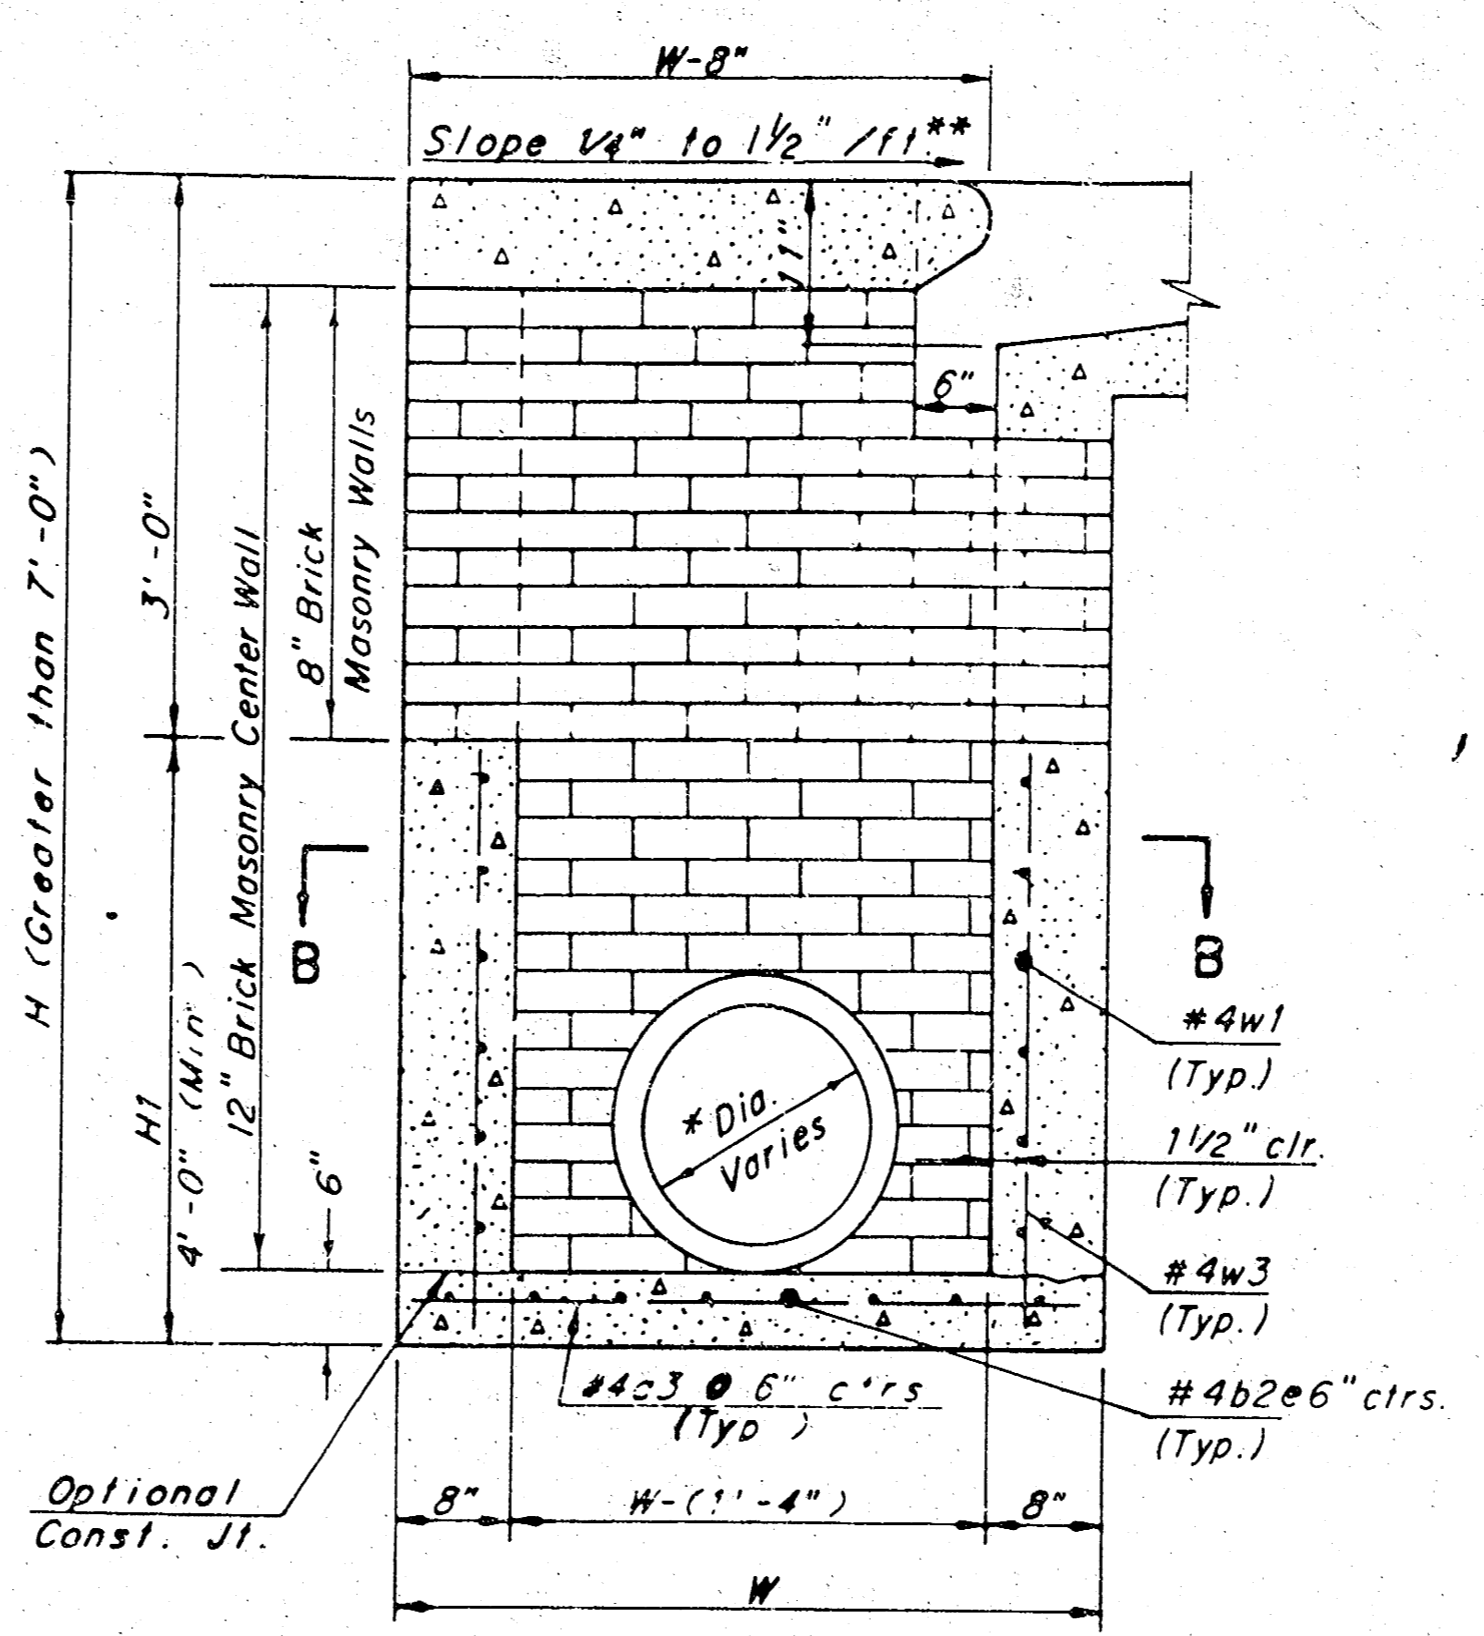 W-8"
Slope 1/4" to 1 1/2" /ft.**
11"
6"
H (Greater than 7'-0")
3'-0"
12" Brick Masonry Center Wall
8" Brick
Masonry Walls
B
B
H1
4'-0" (Min )
6"
* Dia.
Varies
#4w1
(Typ.)
1 1/2" clr.
(Typ.)
#4w3
(Typ.)
@ 6" ctrs
(Typ )
#4b2@6"ctrs.
(Typ.)
Optional
Const. Jt.
8"
W-(1'-4")
8"
W